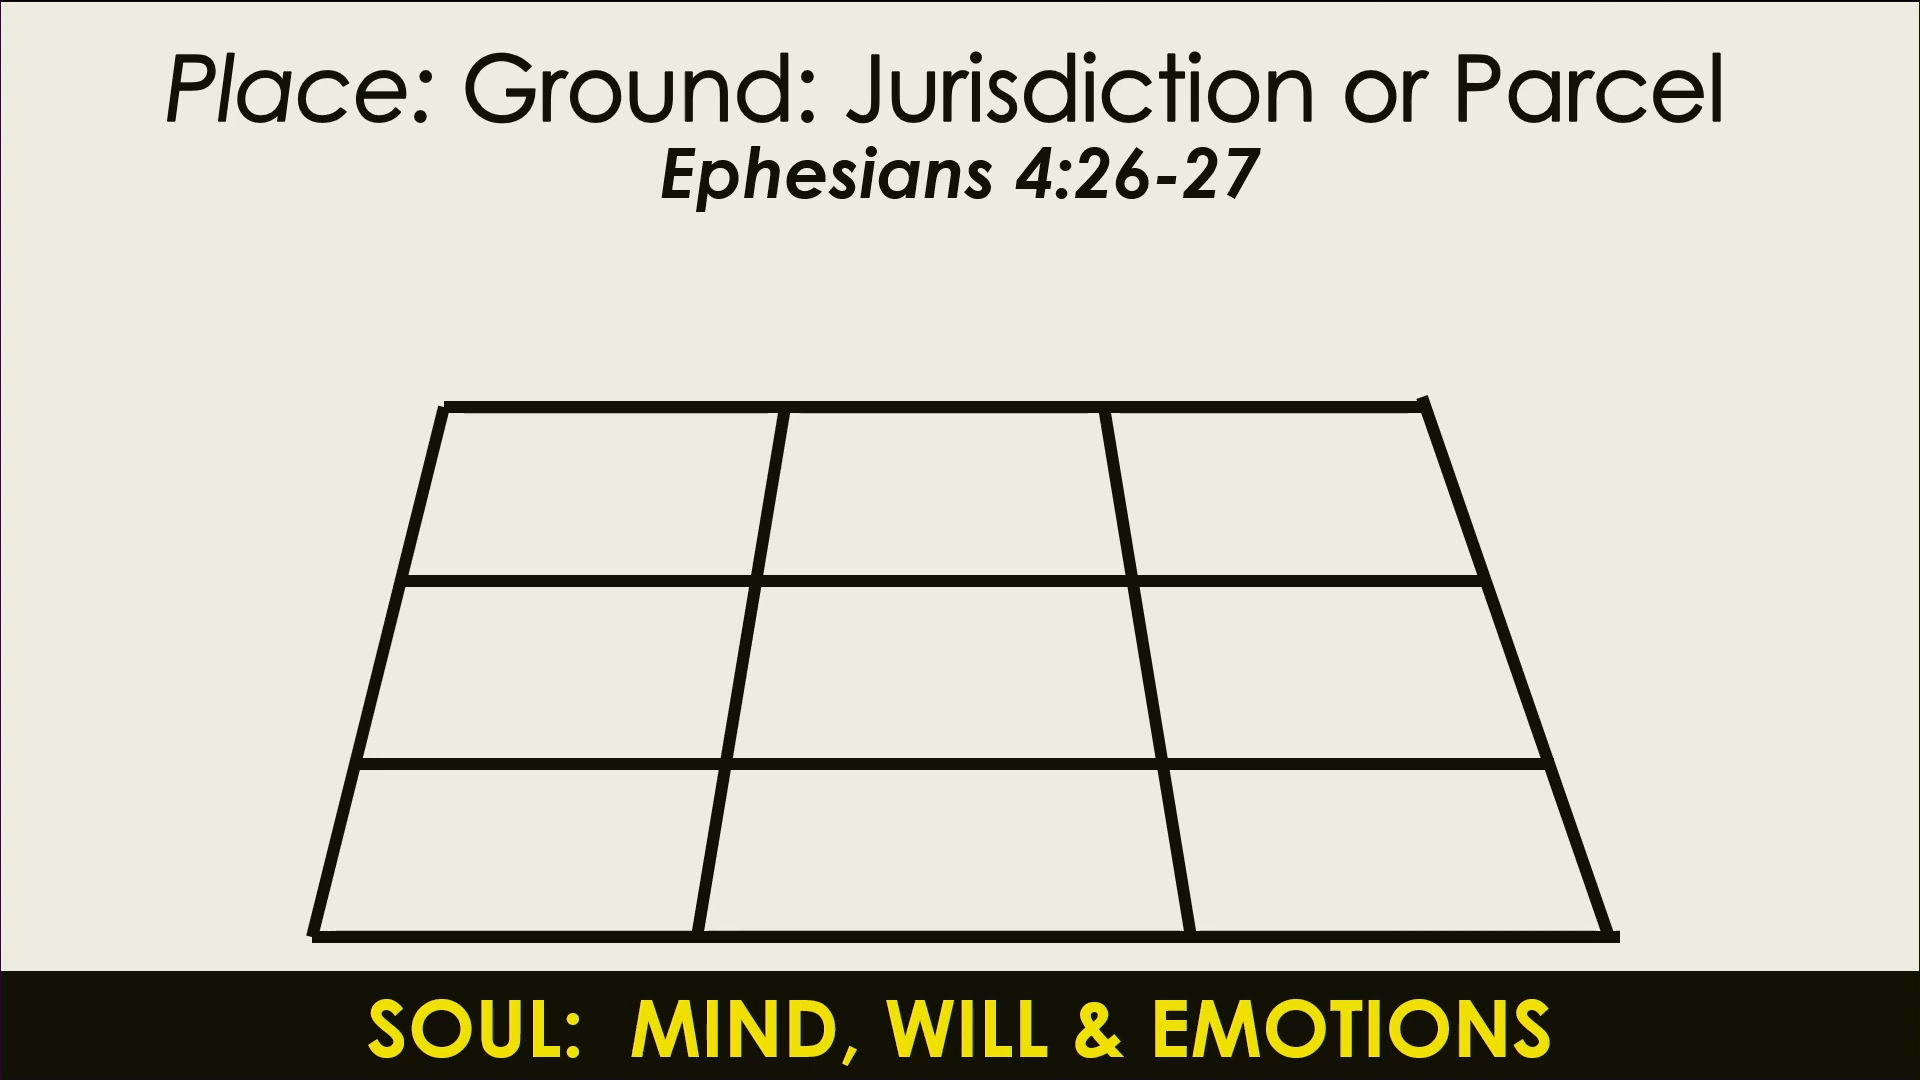 Place: Ground: Jurisdiction or Parcel
Ephesians 4:26-27
SOUL: MIND, WILL & EMOTIONS